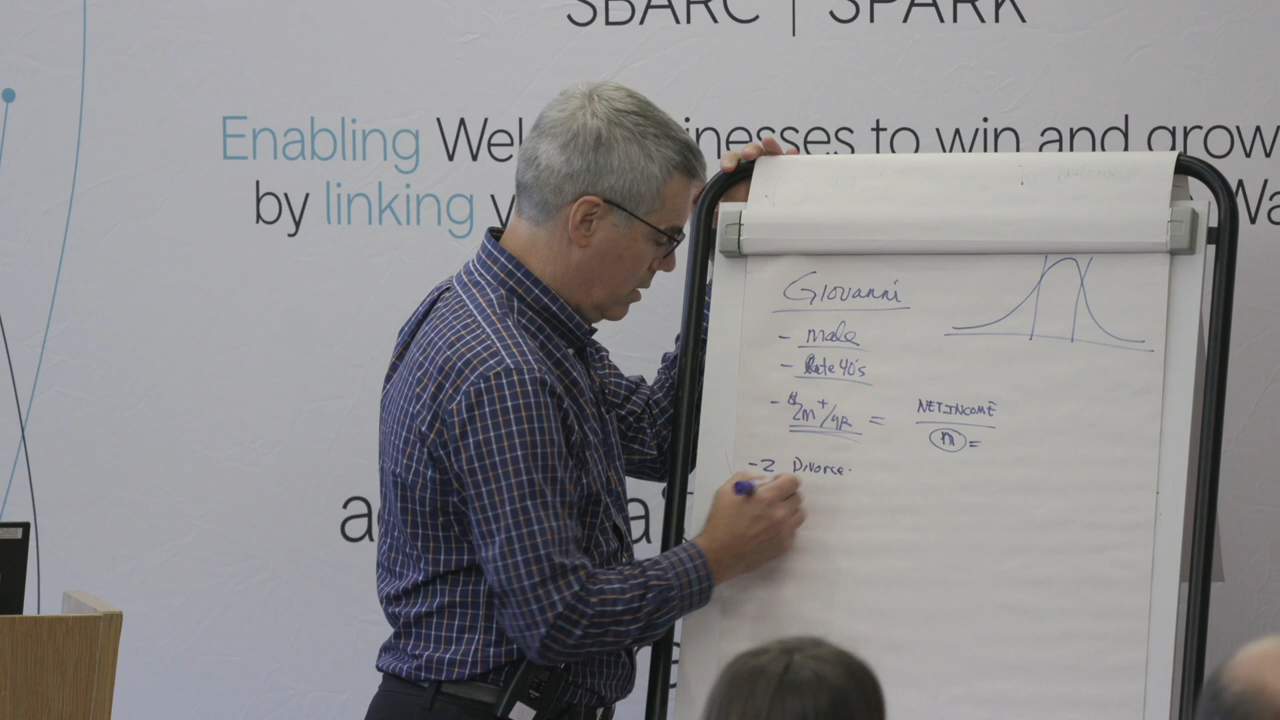 SBARC | SPARK
Enabling Wel inesses to win and grow
by linking y Wa
a a
Giovanni
- male
- late 40's
- $2m+/yr = NET INCOME
n =
- 2 Divorce.